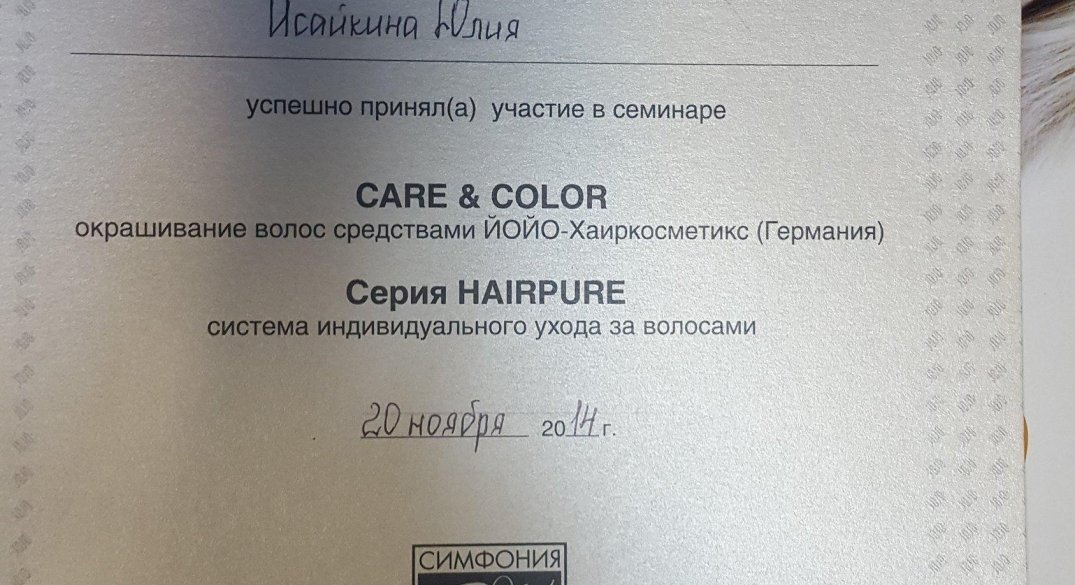 Исайкина Юлия
успешно принял(а) участие в семинаре
CARE & COLOR
окрашивание волос средствами ЙОЙО-Хаиркосметикс (Германия)
Серия HAIRPURE
система индивидуального ухода за волосами
20 ноября 2014 г.
СИМФОНИЯ